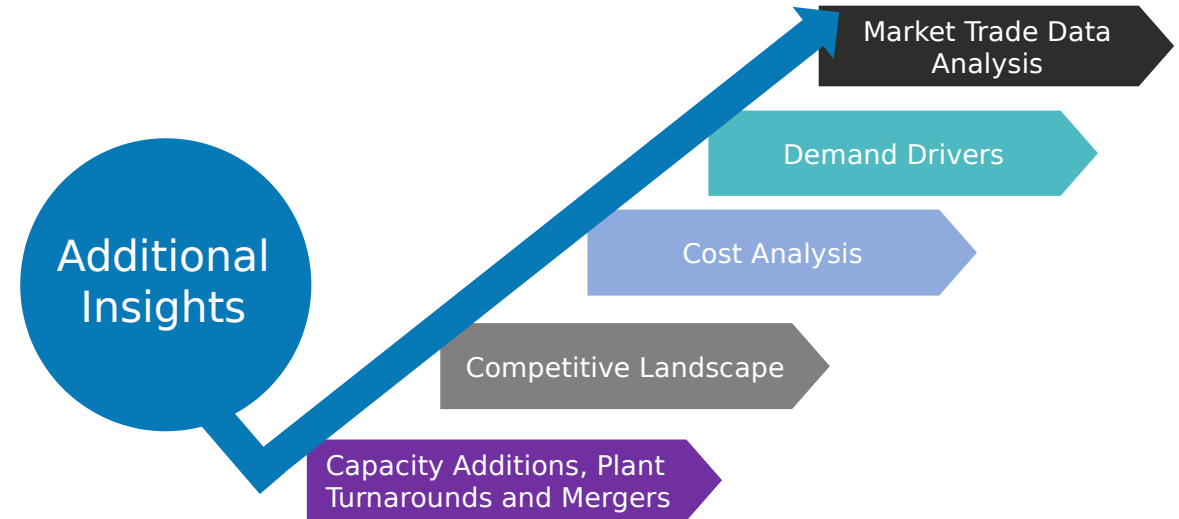 Market Trade Data
Analysis
Demand Drivers
Cost Analysis
Additional
Insights
Competitive Landscape
Capacity Additions, Plant
Turnarounds and Mergers